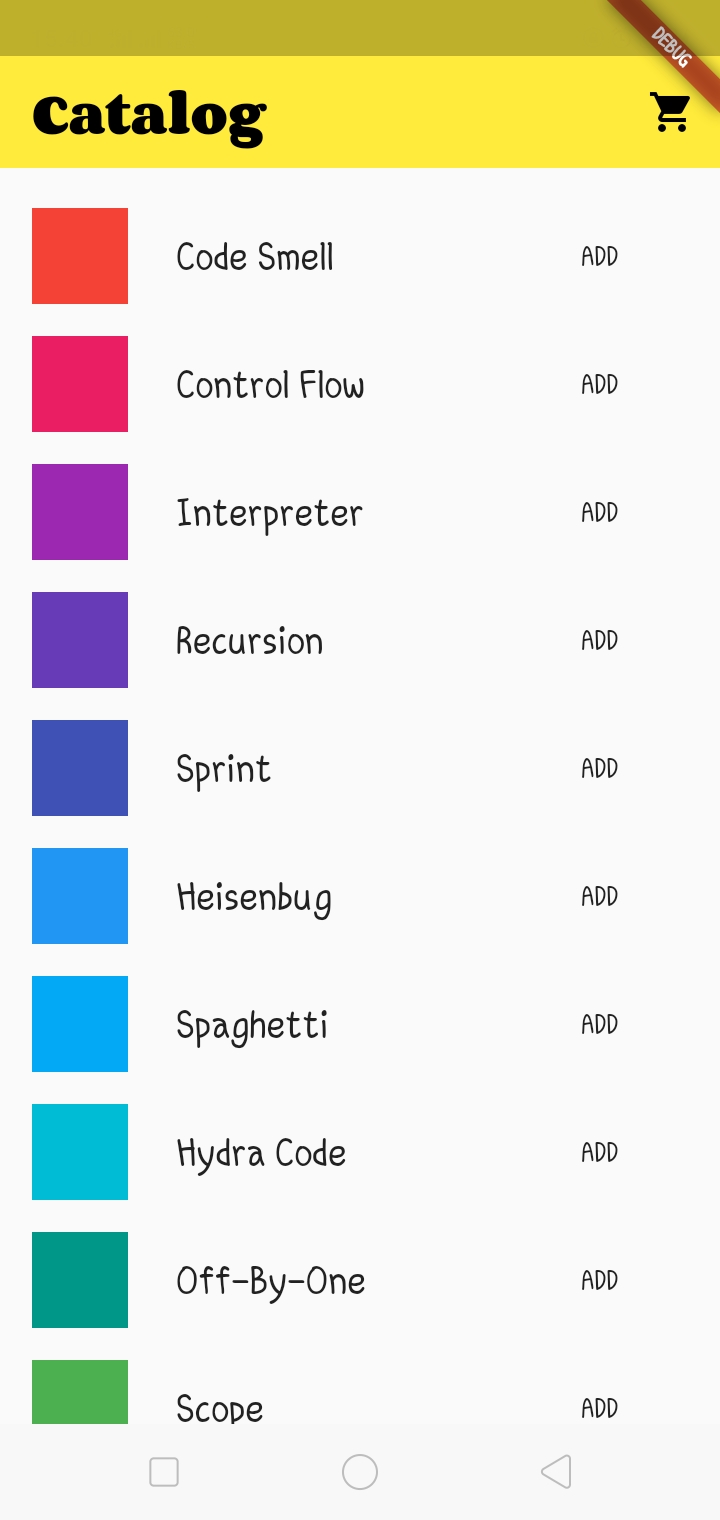 DEBUG
Catalog
Code Smell ADD
Control Flow ADD
Interpreter ADD
Recursion ADD
Sprint ADD
Heisenbug ADD
Spaghetti ADD
Hydra Code ADD
Off-By-One ADD
Scope ADD